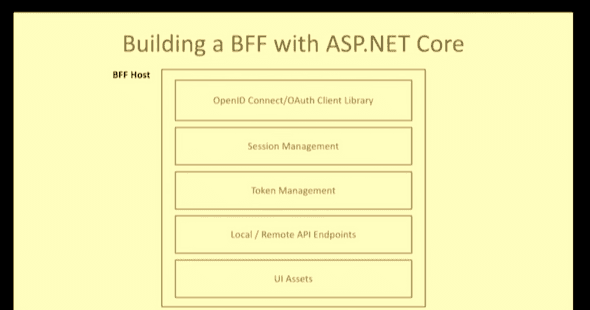 Building a BFF with ASP.NET Core
BFF Host
OpenID Connect/OAuth Client Library
Session Management
Token Management
Local / Remote API Endpoints
UI Assets